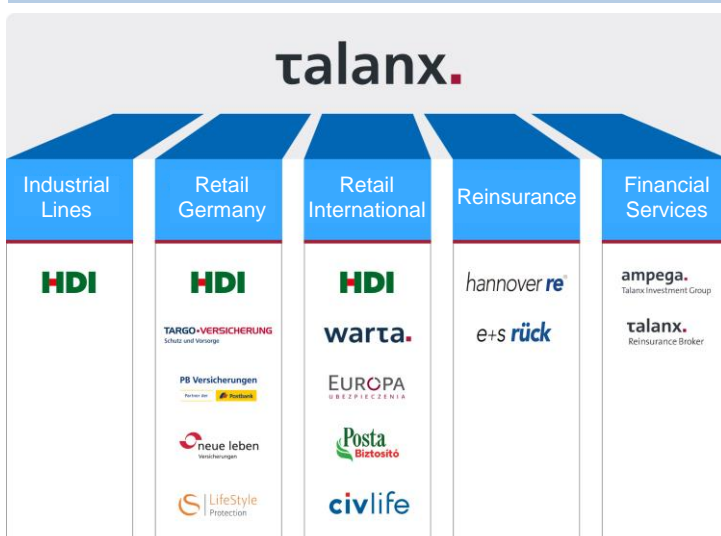 talanx.
Industrial
Lines
Retail
Germany
Retail
International
Reinsurance
Financial
Services
HDI
HDI
TARGO VERSICHERUNG
Schutz und Vorsorge
PB Versicherungen
Partner der Postbank
neue leben
Versicherungen
LifeStyle
Protection
HDI
warta.
EUROPA
UBEZPIECZENIA
Posta
Biztosító
civlife
hannover re®
e+s rück
ampega.
Talanx Investment Group
talanx.
Reinsurance Broker